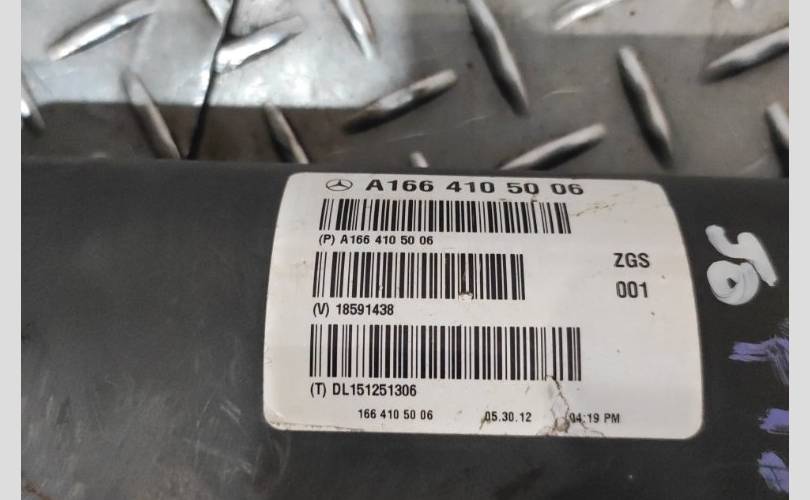 A166 410 50 06
(P) A166 410 50 06
ZGS
001
(V) 18591438
(T) DL151251306
166 410 50 06 05.30.12 04:19 PM